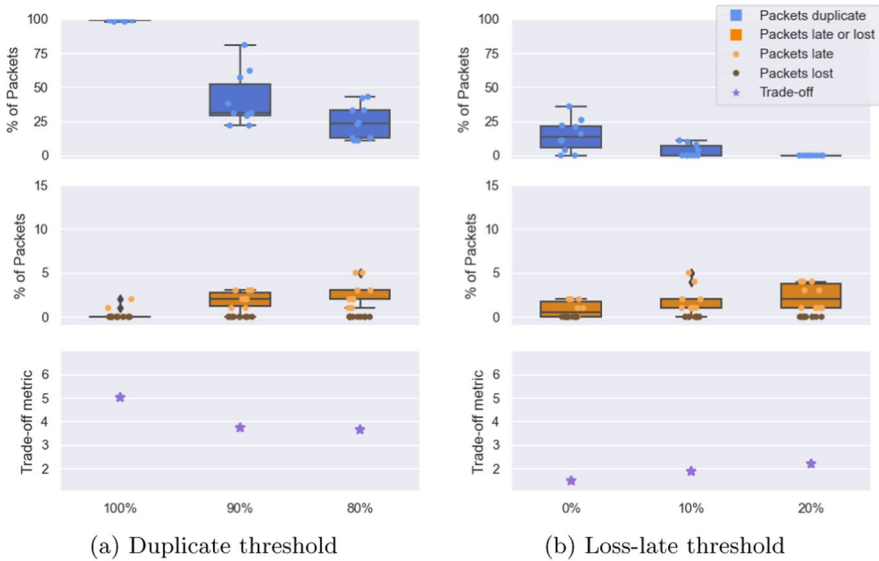 100
75
50
25
0
% of Packets
15
10
5
0
% of Packets
6
5
4
3
2
Trade-off metric
100%
90%
80%
(a) Duplicate threshold
100
75
50
25
0
% of Packets
15
10
5
0
% of Packets
6
5
4
3
2
Trade-off metric
0%
10%
20%
(b) Loss-late threshold
Packets duplicate
Packets late or lost
Packets late
Packets lost
Trade-off